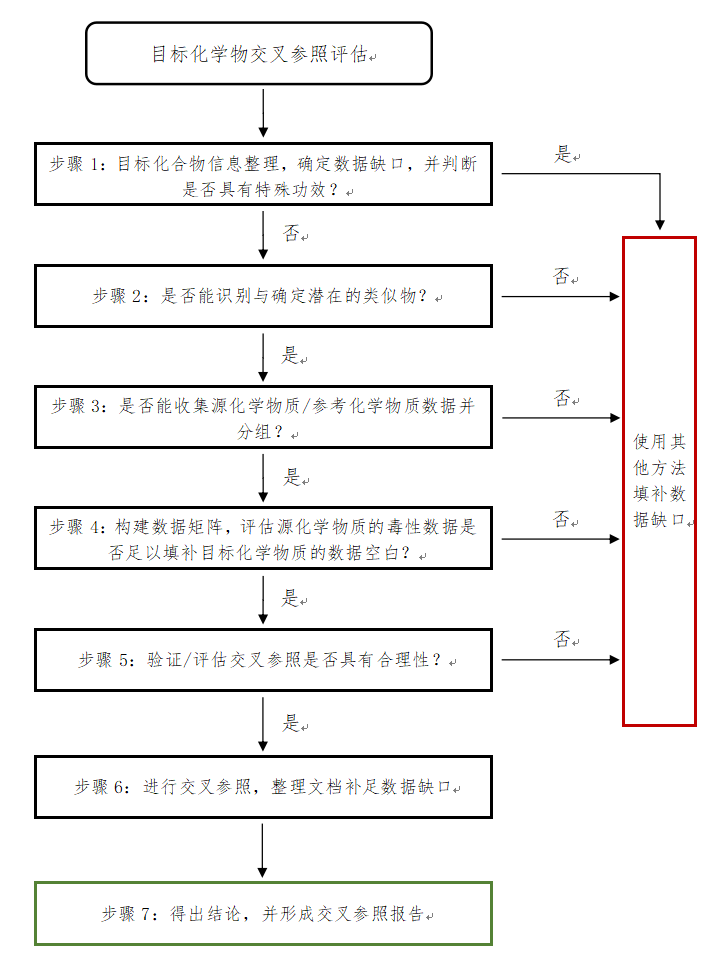 目标化学物交叉参照评估
步骤 1：目标化合物信息整理，确定数据缺口，并判断
是否具有特殊功效？
是
否
步骤 2：是否能识别与确定潜在的类似物？
否
是
步骤 3：是否能收集源化学物质/参考化学物质数据并
分组？
否
使用其
他方法
填补数
据缺口
是
步骤 4：构建数据矩阵，评估源化学物质的毒性数据是
否足以填补目标化学物质的数据空白？
否
是
步骤 5：验证/评估交叉参照是否具有合理性？
否
是
步骤 6：进行交叉参照，整理文档补足数据缺口
步骤 7：得出结论，并形成交叉参照报告